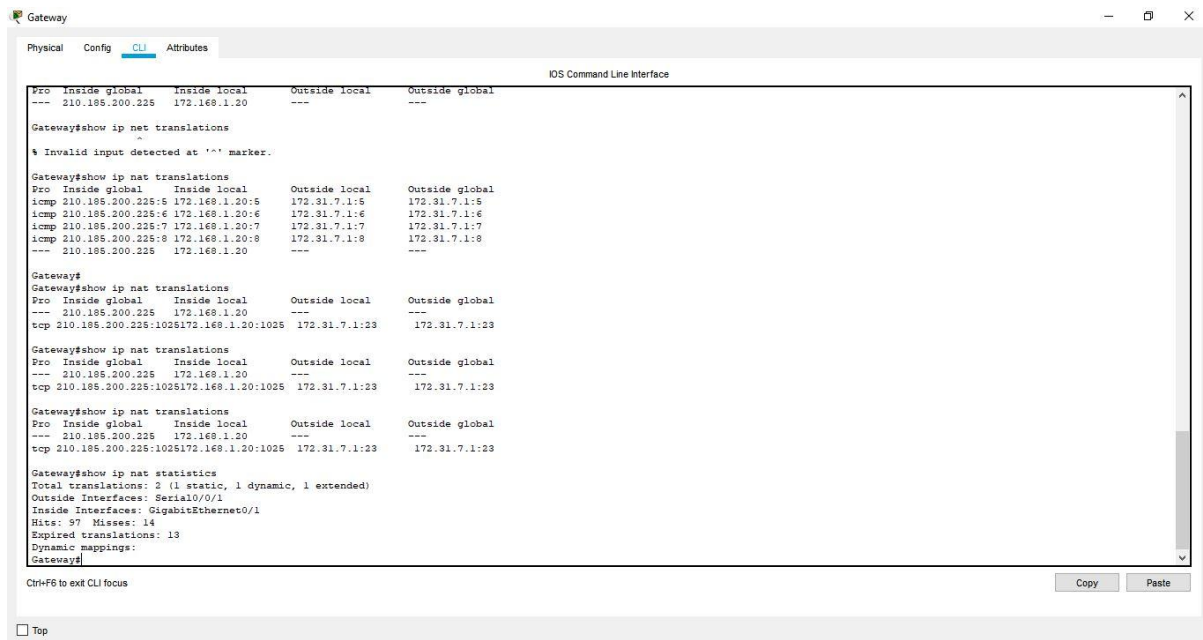 Gateway
Physical Config CLI Attributes
IOS Command Line Interface
Pro Inside global Inside local Outside local Outside global
--- 210.185.200.225 172.168.1.20 --- ---
Gateway#show ip net translations
^
% Invalid input detected at '^' marker.
Gateway#show ip nat translations
Pro Inside global Inside local Outside local Outside global
icmp 210.185.200.225:5 172.168.1.20:5 172.31.7.1:5 172.31.7.1:5
icmp 210.185.200.225:6 172.168.1.20:6 172.31.7.1:6 172.31.7.1:6
icmp 210.185.200.225:7 172.168.1.20:7 172.31.7.1:7 172.31.7.1:7
icmp 210.185.200.225:8 172.168.1.20:8 172.31.7.1:8 172.31.7.1:8
--- 210.185.200.225 172.168.1.20 --- ---
Gateway#
Gateway#show ip nat translations
Pro Inside global Inside local Outside local Outside global
--- 210.185.200.225 172.168.1.20 --- ---
tcp 210.185.200.225:1025172.168.1.20:1025 172.31.7.1:23 172.31.7.1:23
Gateway#show ip nat translations
Pro Inside global Inside local Outside local Outside global
--- 210.185.200.225 172.168.1.20 --- ---
tcp 210.185.200.225:1025172.168.1.20:1025 172.31.7.1:23 172.31.7.1:23
Gateway#show ip nat translations
Pro Inside global Inside local Outside local Outside global
--- 210.185.200.225 172.168.1.20 --- ---
tcp 210.185.200.225:1025172.168.1.20:1025 172.31.7.1:23 172.31.7.1:23
Gateway#show ip nat statistics
Total translations: 2 (1 static, 1 dynamic, 1 extended)
Outside Interfaces: Serial0/0/1
Inside Interfaces: GigabitEthernet0/1
Hits: 97 Misses: 14
Expired translations: 13
Dynamic mappings:
Gateway#
Ctrl+F6 to exit CLI focus
Copy Paste
Top